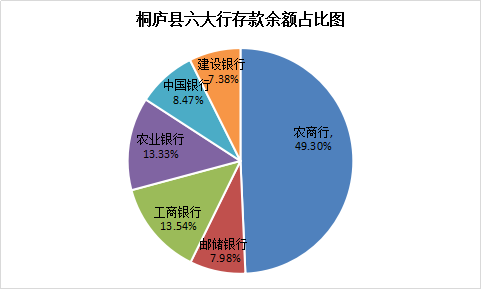 桐庐县六大行存款余额占比图
建设银行
7.38%
中国银行
8.47%
农商行,
49.30%
农业银行
13.33%
工商银行
13.54%
邮储银行
7.98%